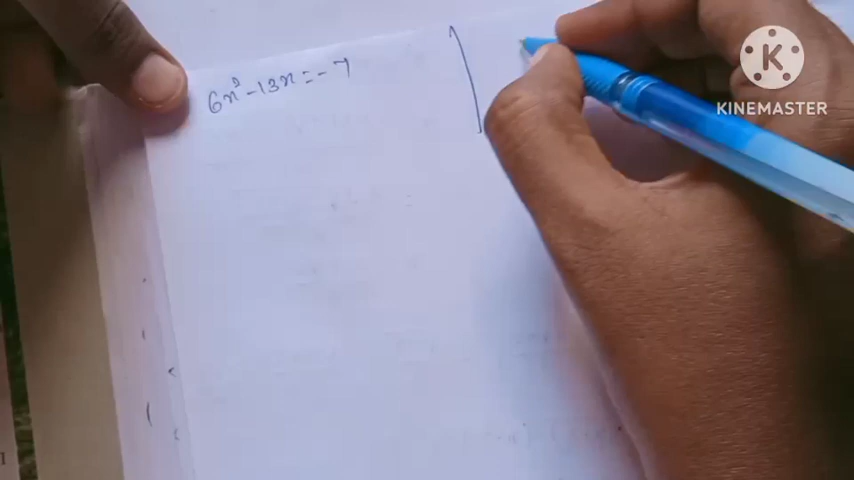 6x² - 13x = - 7
K
KINEMASTER